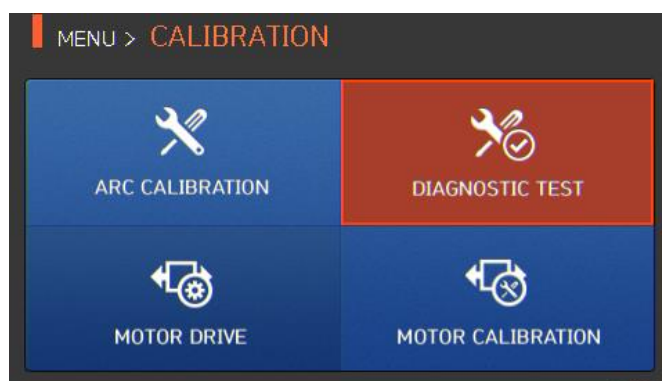 MENU > CALIBRATION
ARC CALIBRATION
DIAGNOSTIC TEST
MOTOR DRIVE
MOTOR CALIBRATION